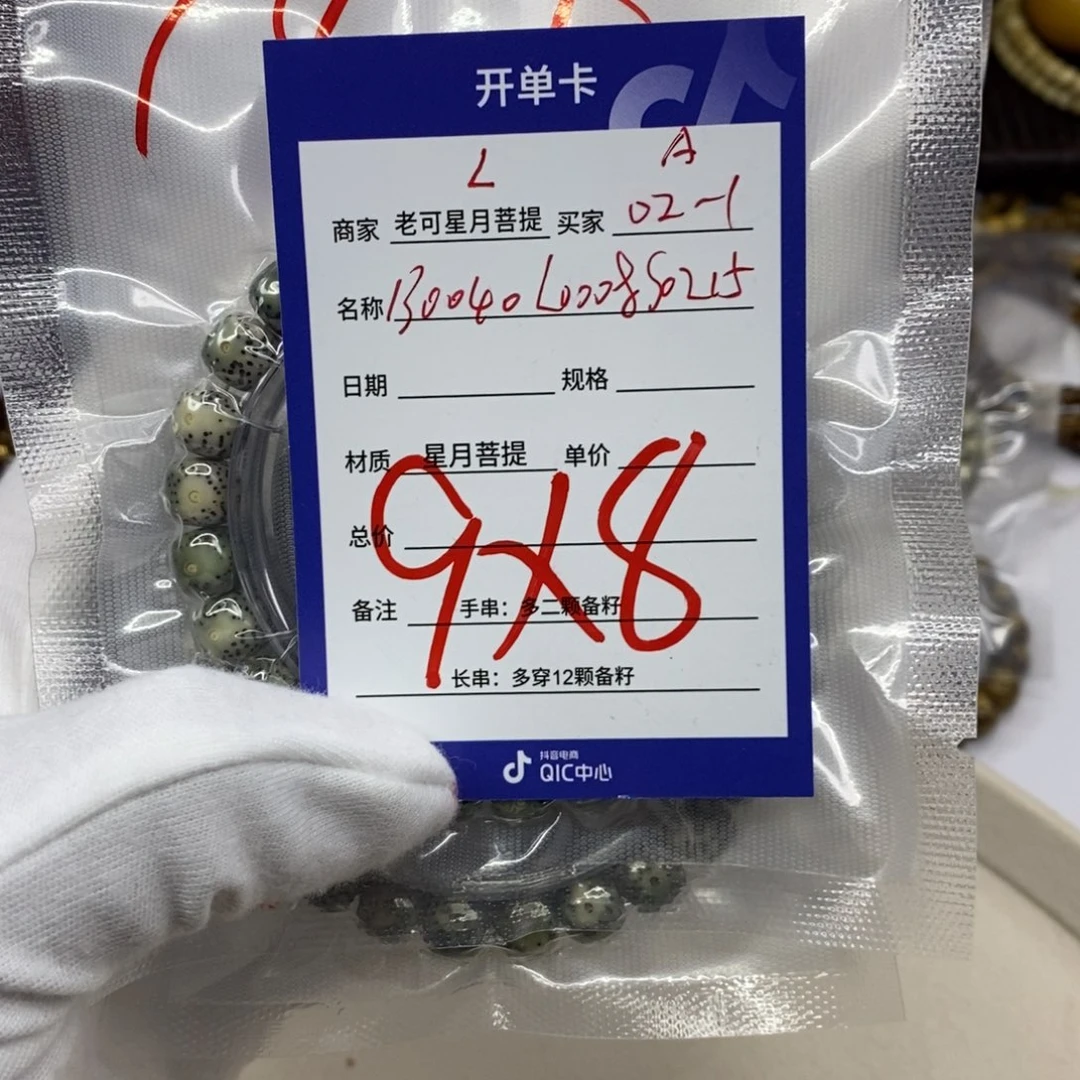 开单卡
L A
商家 老可星月菩提 买家 02-1
名称 B0040L0008S0215
日期 规格
材质 星月菩提 单价
总价 9X8
备注 手串：多二颗备籽
长串：多穿12颗备籽
抖音电商
QIC中心